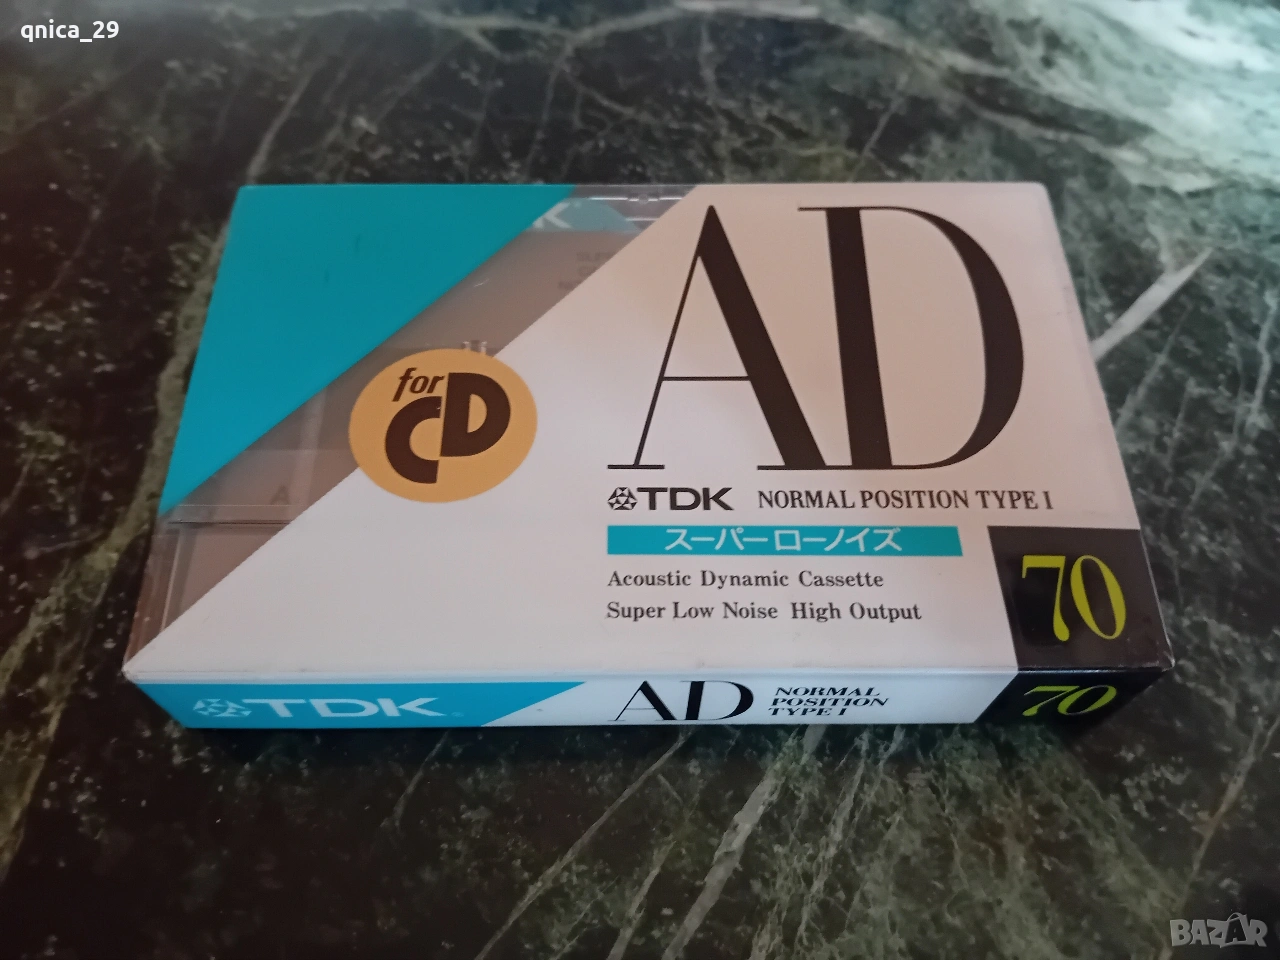 qnica_29
K
for
CD
AD
TDK NORMAL POSITION TYPE I
スーパーローノイズ
Acoustic Dynamic Cassette
Super Low Noise High Output
70
A
TDK AD NORMAL
POSITION
TYPE I
70
BAZAR